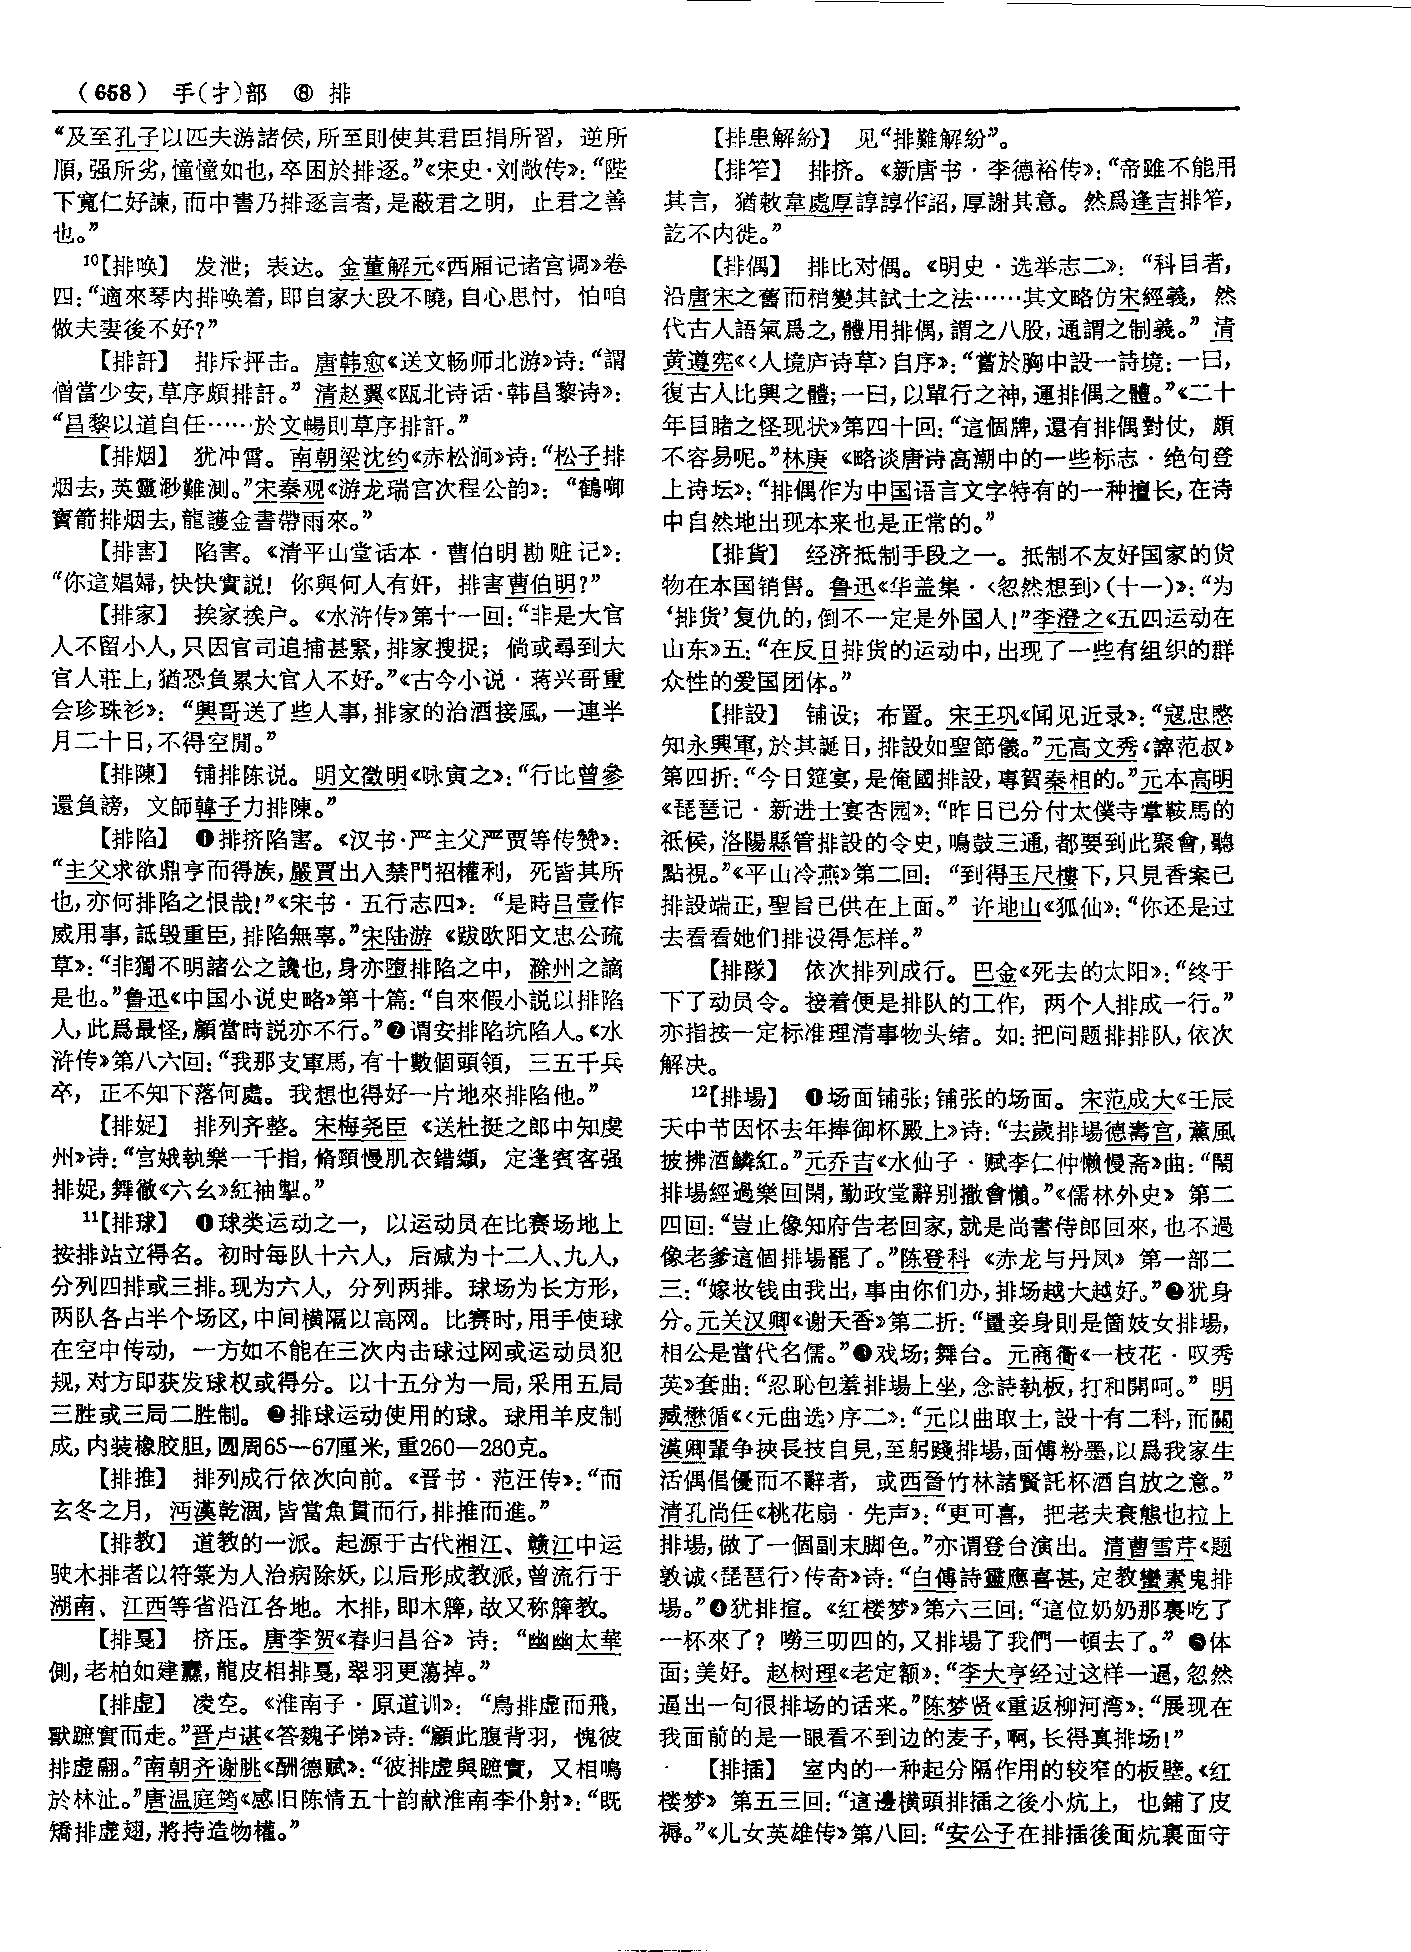 （658） 手（扌）部 ⑧ 排
“及至孔子以匹夫游諸侯，所至則使其君臣捐所習，逆所
順，强所劣，憧憧如也，卒困於排逐。”《宋史·刘敞传》：“陛
下寬仁好諫，而中書乃排逐言者，是蔽君之明，止君之善
也。”
10【排唤】 发泄；表达。金董解元《西厢记诸宫调》卷
四：“適來琴内排唤着，即自家大段不曉，自心思忖，怕咱
做夫妻後不好？”
【排訐】 排斥抨击。唐韩愈《送文畅师北游》诗：“謂
僧當少安，草序頗排訐。”清赵翼《瓯北诗话·韩昌黎诗》：
“昌黎以道自任……於文暢則草序排訐。”
【排烟】 犹冲霄。南朝梁沈约《赤松涧》诗：“松子排
烟去，英靈眇難測。”宋秦观《游龙瑞宫次程公韵》：“鶴啣
寶箭排烟去，龍護金書帶雨來。”
【排害】 陷害。《清平山堂话本·曹伯明勘赃记》：
“你這娼婦，快快實説！你與何人有奸，排害曹伯明？”
【排家】 挨家挨户。《水浒传》第十一回：“非是大官
人不留小人，只因官司追捕甚緊，排家搜捉；倘或尋到大
官人莊上，猶恐負累大官人不好。”《古今小说·蒋兴哥重
会珍珠衫》：“興哥送了些人事，排家的治酒接風，一連半
月二十日，不得空閒。”
【排陳】 铺排陈说。明文徵明《咏寅之》：“行比曾參
還負謗，文師韓子力排陳。”
【排陷】 ❶排挤陷害。《汉书·严主父严贾等传赞》：
“主父求欲鼎亨而得族，嚴賈出入禁門招權利，死皆其所
也，亦何排陷之恨哉！”《宋书·五行志四》：“是時吕壹作
威用事，詆毁重臣，排陷無辜。”宋陆游《跋欧阳文忠公疏
草》：“非獨不明諸公之讒也，身亦墮排陷之中，滁州之謫
是也。”鲁迅《中国小说史略》第十篇：“自來假小説以排陷
人，此爲最怪，顧當時説亦不行。”❷谓安排陷坑陷人。《水
浒传》第八六回：“我那支軍馬，有十數個頭領，三五千兵
卒，正不知下落何處。我想也得好一片地來排陷他。”
【排娖】 排列齐整。宋梅尧臣《送杜挺之郎中知虔
州》诗：“宫娥執樂一千指，脩頸慢肌衣錯纈，定逢賓客强
排娖，舞徹《六幺》紅袖掣。”
11【排球】 ❶球类运动之一，以运动员在比赛场地上
按排站立得名。初时每队十六人，后减为十二人、九人，
分列四排或三排。现为六人，分列两排。球场为长方形，
两队各占半个场区，中间横隔以高网。比赛时，用手使球
在空中传动，一方如不能在三次内击球过网或运动员犯
规，对方即获发球权或得分。以十五分为一局，采用五局
三胜或三局二胜制。❷排球运动使用的球。球用羊皮制
成，内装橡胶胆，圆周65—67厘米，重260—280克。
【排推】 排列成行依次向前。《晋书·范汪传》：“而
玄冬之月，沔漢乾涸，皆當魚貫而行，排推而進。”
【排教】 道教的一派。起源于古代湘江、赣江中运
驶木排者以符箓为人治病除妖，以后形成教派，曾流行于
湖南、江西等省沿江各地。木排，即木簰，故又称簰教。
【排戛】 挤压。唐李贺《春归昌谷》诗：“幽幽太華
側，老柏如建纛，龍皮相排戛，翠羽更蕩掉。”
【排虚】 凌空。《淮南子·原道训》：“鳥排虚而飛，
獸蹠實而走。”晋卢谌《答魏子悌》诗：“顧此腹背羽，愧彼
排虚翮。”南朝齐谢朓《酬德赋》：“彼排虚與蹠實，又相鳴
於林沚。”唐温庭筠《感旧陈情五十韵献淮南李仆射》：“既
矯排虚翅，將持造物權。”
【排患解紛】 见“排難解紛”。
【排笮】 排挤。《新唐书·李德裕传》：“帝雖不能用
其言，猶敕韋處厚諄諄作詔，厚謝其意。然爲逢吉排笮，
訖不内徙。”
【排偶】 排比对偶。《明史·选举志二》：“科目者，
沿唐宋之舊而稍變其試士之法……其文略仿宋經義，然
代古人語氣爲之，體用排偶，謂之八股，通謂之制義。”清
黄遵宪《〈人境庐诗草〉自序》：“嘗於胸中設一詩境：一曰，
復古人比興之體；一曰，以單行之神，運排偶之體。”《二十
年目睹之怪现状》第四十回：“這個牌，還有排偶對仗，頗
不容易呢。”林庚《略谈唐诗高潮中的一些标志·绝句登
上诗坛》：“排偶作为中国语言文字特有的一种擅长，在诗
中自然地出现本来也是正常的。”
【排貨】 经济抵制手段之一。抵制不友好国家的货
物在本国销售。鲁迅《华盖集·〈忽然想到〉（十一）》：“为
‘排货’复仇的，倒不一定是外国人！”李澄之《五四运动在
山东》五：“在反日排货的运动中，出现了一些有组织的群
众性的爱国团体。”
【排設】 铺设；布置。宋王巩《闻见近录》：“寇忠愍
知永興軍，於其誕日，排設如聖節儀。”元高文秀《谇范叔》
第四折：“今日筵宴，是俺國排設，專賀秦相的。”元本高明
《琵琶记·新进士宴杏园》：“昨日已分付太僕寺掌鞍馬的
祗候，洛陽縣管排設的令史，鳴鼓三通，都要到此聚會，聽
點視。”《平山冷燕》第二回：“到得玉尺樓下，只見香案已
排設端正，聖旨已供在上面。”许地山《狐仙》：“你还是过
去看看她们排设得怎样。”
【排隊】 依次排列成行。巴金《死去的太阳》：“终于
下了动员令。接着便是排队的工作，两个人排成一行。”
亦指按一定标准理清事物头绪。如：把问题排排队，依次
解决。
12【排場】 ❶场面铺张；铺张的场面。宋范成大《壬辰
天中节因怀去年捧御杯殿上》诗：“去歲排場德壽宫，薰風
披拂酒鱗紅。”元乔吉《水仙子·赋李仁仲懒慢斋》曲：“鬧
排場經過樂回閑，勤政堂辭别撒會懶。”《儒林外史》第二
四回：“豈止像知府告老回家，就是尚書侍郎回來，也不過
像老爹這個排場罷了。”陈登科《赤龙与丹凤》第一部二
三：“嫁妆钱由我出，事由你们办，排场越大越好。”❷犹身
分。元关汉卿《谢天香》第二折：“量妾身則是箇妓女排場，
相公是當代名儒。”❸戏场；舞台。元商衟《一枝花·叹秀
英》套曲：“忍恥包羞排場上坐，念詩執板，打和開呵。”明
臧懋循《〈元曲选〉序二》：“元以曲取士，設十有二科，而關
漢卿輩争挾長技自見，至躬踐排場，面傅粉墨，以爲我家生
活偶倡優而不辭者，或西晉竹林諸賢託杯酒自放之意。”
清孔尚任《桃花扇·先声》：“更可喜，把老夫衰態也拉上
排場，做了一個副末脚色。”亦谓登台演出。清曹雪芹《题
敦诚〈琵琶行〉传奇》诗：“白傅詩靈應喜甚，定教蠻素鬼排
場。”❹犹排揎。《红楼梦》第六三回：“這位奶奶那裏吃了
一杯來了？嘮三叨四的，又排場了我們一頓去了。”❺体
面；美好。赵树理《老定额》：“李大亨经过这样一逼，忽然
逼出一句很排场的话来。”陈梦贤《重返柳河湾》：“展现在
我面前的是一眼看不到边的麦子，啊，长得真排场！”
【排插】 室内的一种起分隔作用的较窄的板壁。《红
楼梦》第五三回：“這邊横頭排插之後小炕上，也鋪了皮
褥。”《儿女英雄传》第八回：“安公子在排插後面炕裏面守